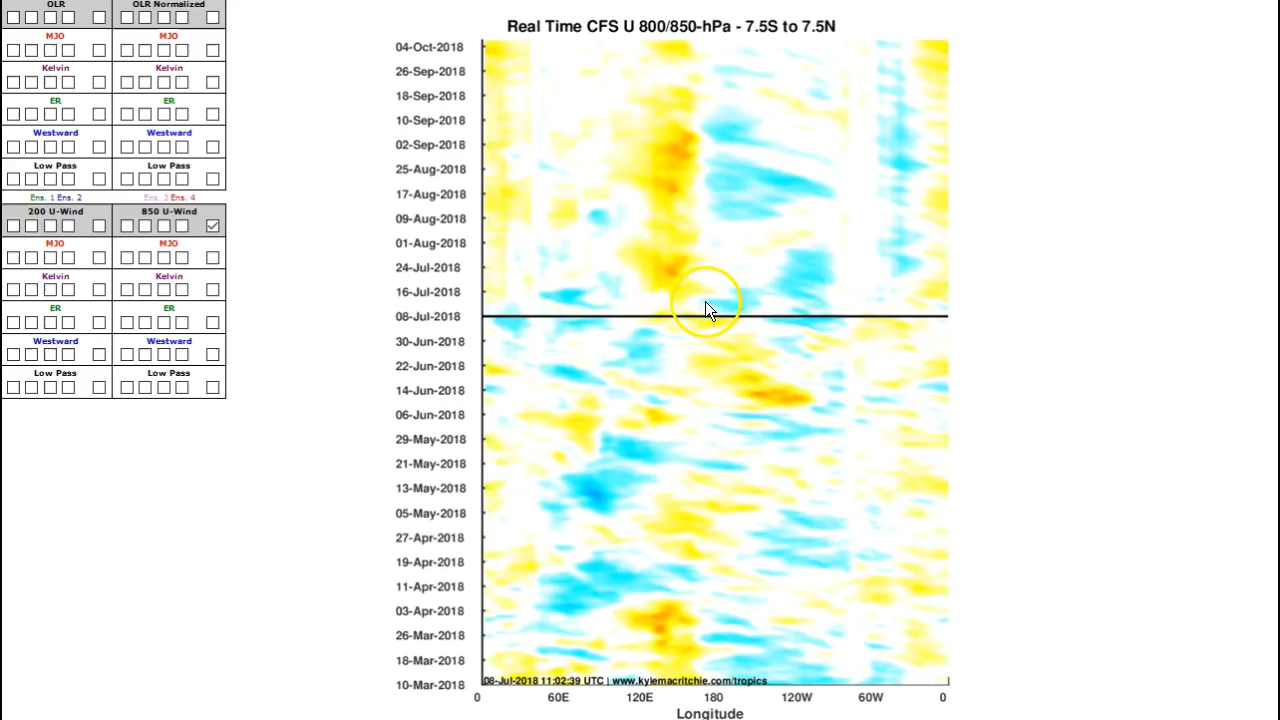 OLR OLR Normalized
MJO MJO
Kelvin Kelvin
ER ER
Westward Westward
Low Pass Low Pass
Ens. 1 Ens. 2 Ens. 3 Ens. 4
200 U-Wind 850 U-Wind
MJO MJO
Kelvin Kelvin
ER ER
Westward Westward
Low Pass Low Pass
Real Time CFS U 800/850-hPa - 7.5S to 7.5N
04-Oct-2018
26-Sep-2018
18-Sep-2018
10-Sep-2018
02-Sep-2018
25-Aug-2018
17-Aug-2018
09-Aug-2018
01-Aug-2018
24-Jul-2018
16-Jul-2018
08-Jul-2018
30-Jun-2018
22-Jun-2018
14-Jun-2018
06-Jun-2018
29-May-2018
21-May-2018
13-May-2018
05-May-2018
27-Apr-2018
19-Apr-2018
11-Apr-2018
03-Apr-2018
26-Mar-2018
18-Mar-2018
10-Mar-2018
08-Jul-2018 11:02:39 UTC | www.kylemacritchie.com/tropics
0 60E 120E 180 120W 60W 0
Longitude